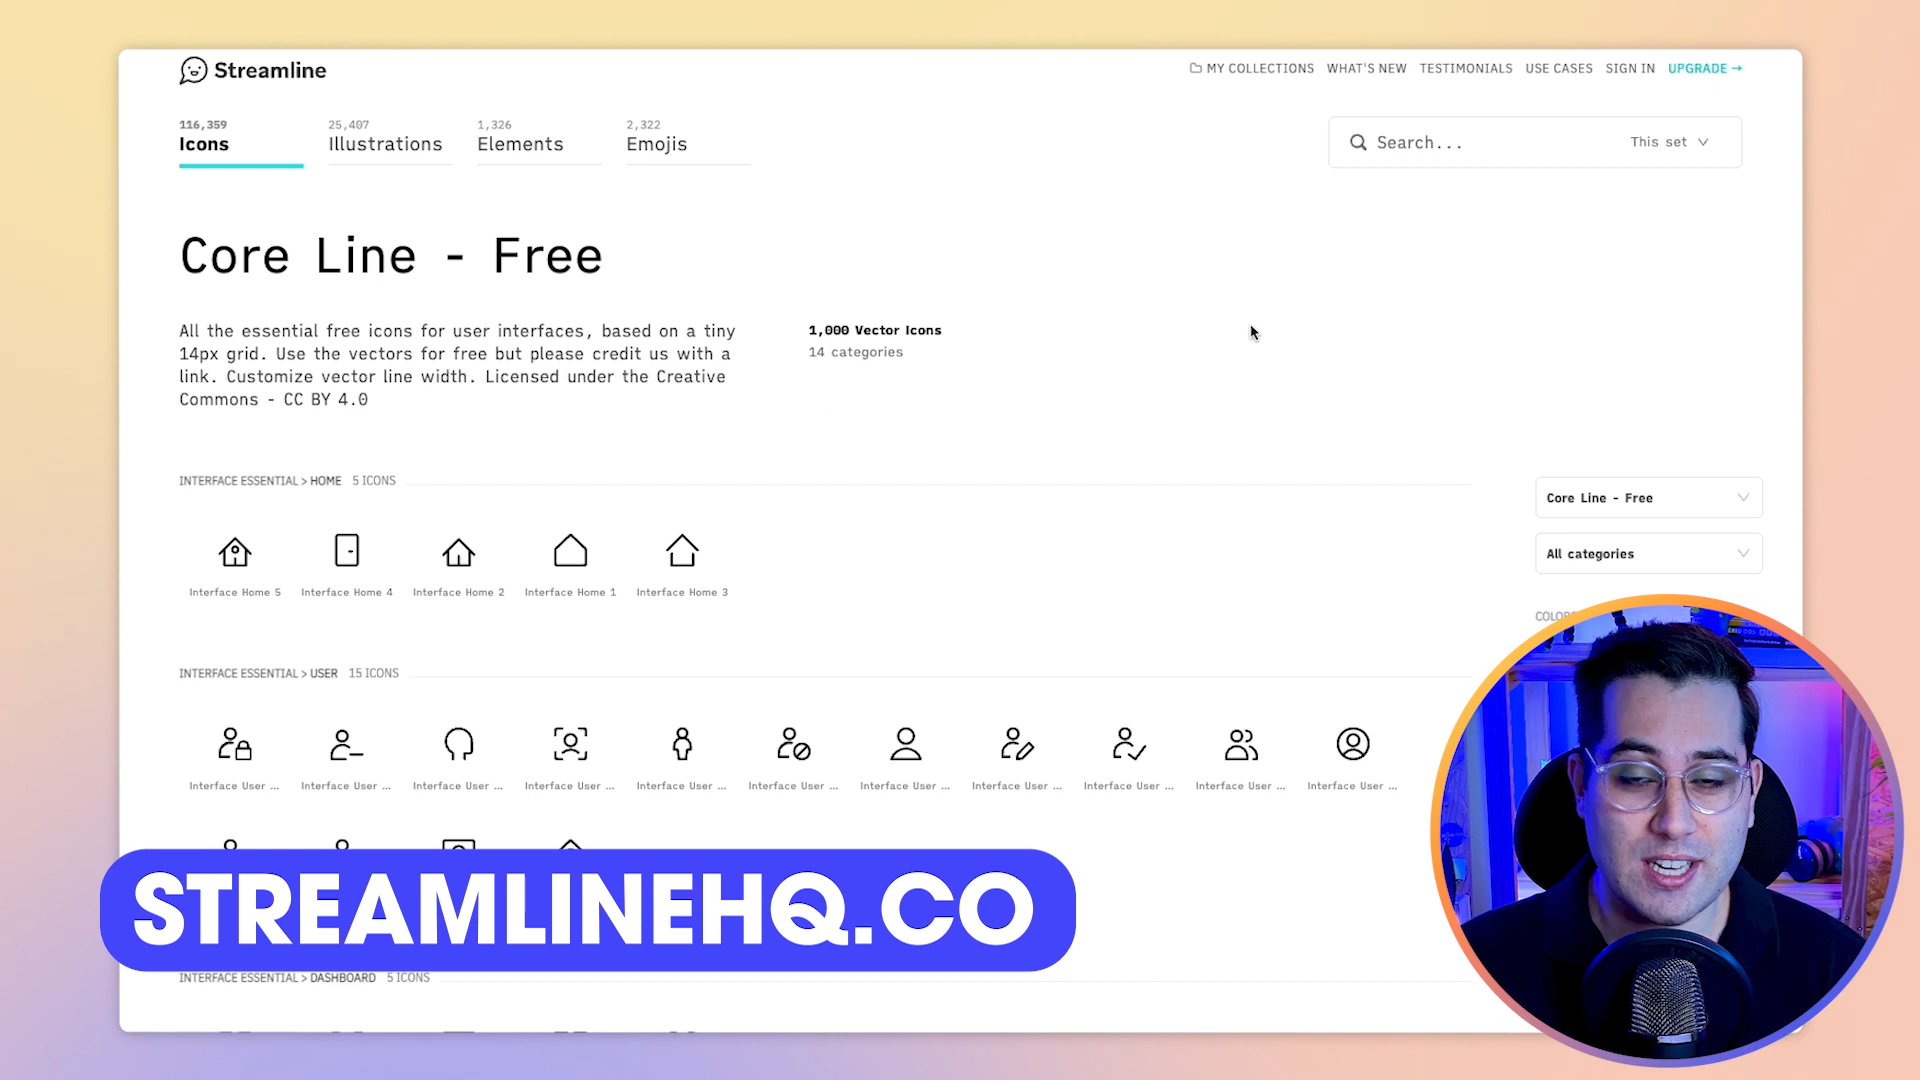 Streamline
MY COLLECTIONS WHAT'S NEW TESTIMONIALS USE CASES SIGN IN UPGRADE →
116,359 25,407 1,326 2,322
Icons Illustrations Elements Emojis
Search... This set
Core Line - Free
All the essential free icons for user interfaces, based on a tiny
14px grid. Use the vectors for free but please credit us with a
link. Customize vector line width. Licensed under the Creative
Commons - CC BY 4.0
1,000 Vector Icons
14 categories
INTERFACE ESSENTIAL > HOME 5 ICONS
Core Line - Free
All categories
Interface Home 5 Interface Home 4 Interface Home 2 Interface Home 1 Interface Home 3
INTERFACE ESSENTIAL > USER 15 ICONS
Interface User ... Interface User ... Interface User ... Interface User ... Interface User ... Interface User ... Interface User ... Interface User ... Interface User ... Interface User ... Interface User ...
STREAMLINEHQ.CO
INTERFACE ESSENTIAL > DASHBOARD 5 ICONS